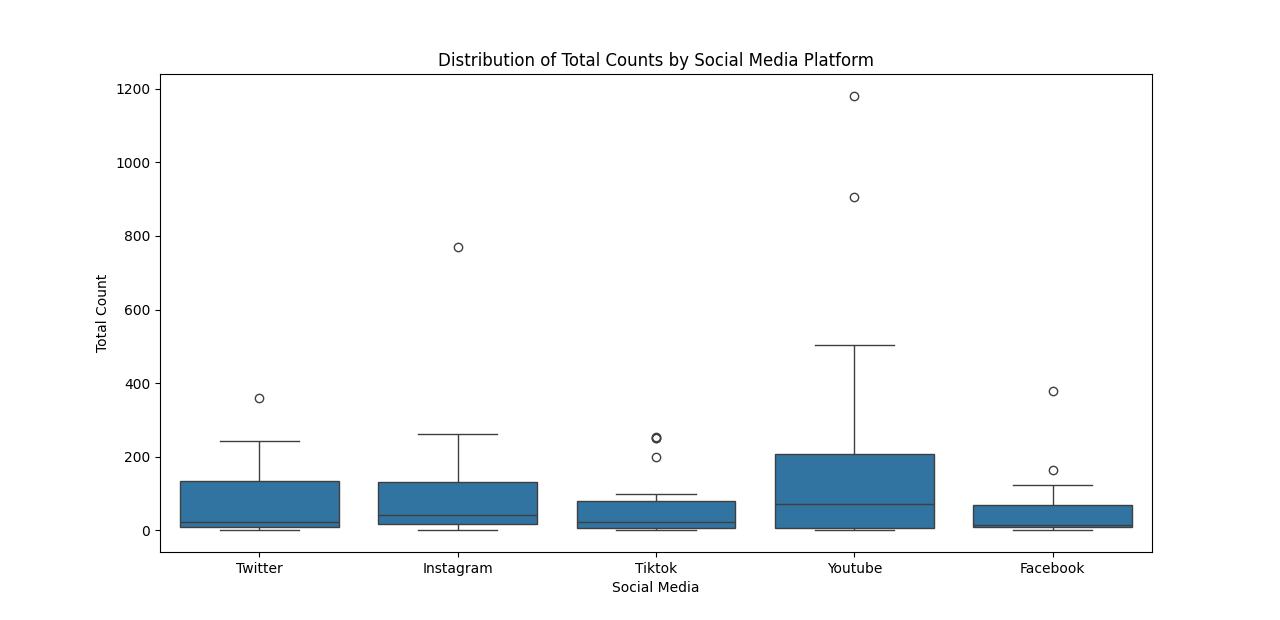 Distribution of Total Counts by Social Media Platform
1200
1000
800
600
400
200
0
Total Count
Twitter
Instagram
Tiktok
Youtube
Facebook
Social Media